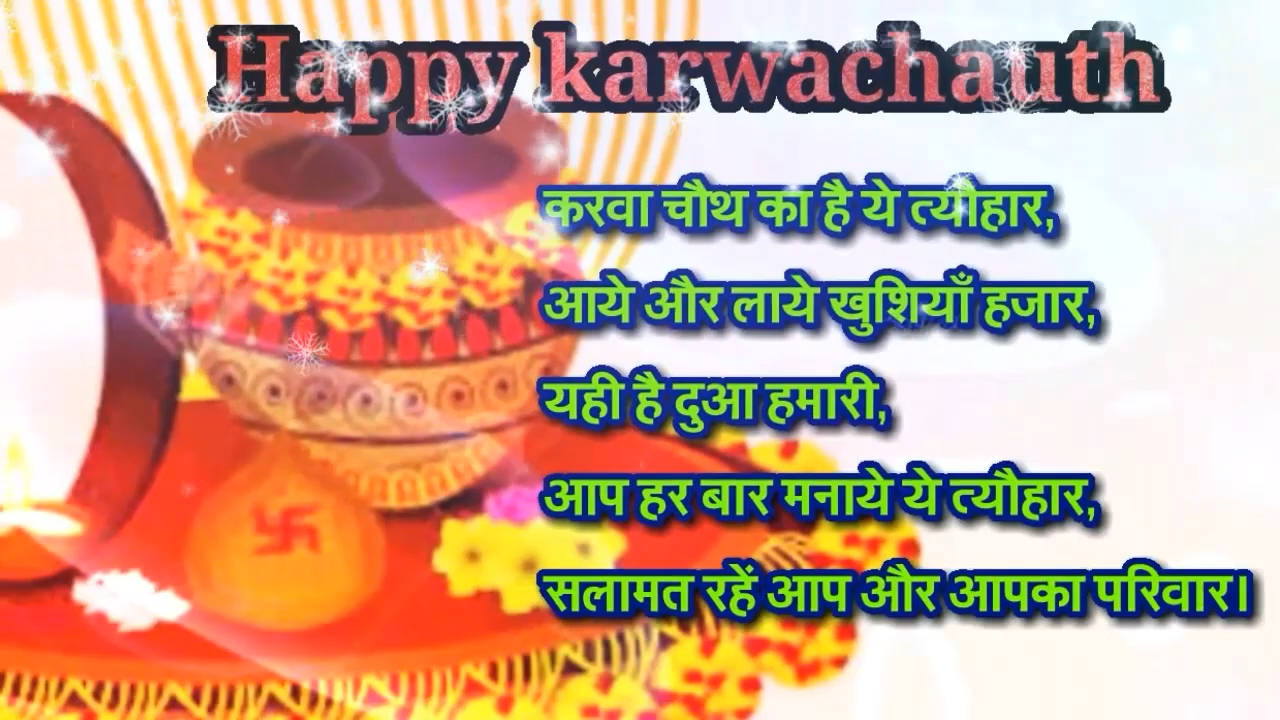 Happy karwachauth
करवा चौथ का है ये त्यौहार,
आये और लाये खुशियाँ हजार,
यही है दुआ हमारी,
आप हर बार मनाये ये त्यौहार,
सलामत रहें आप और आपका परिवार।